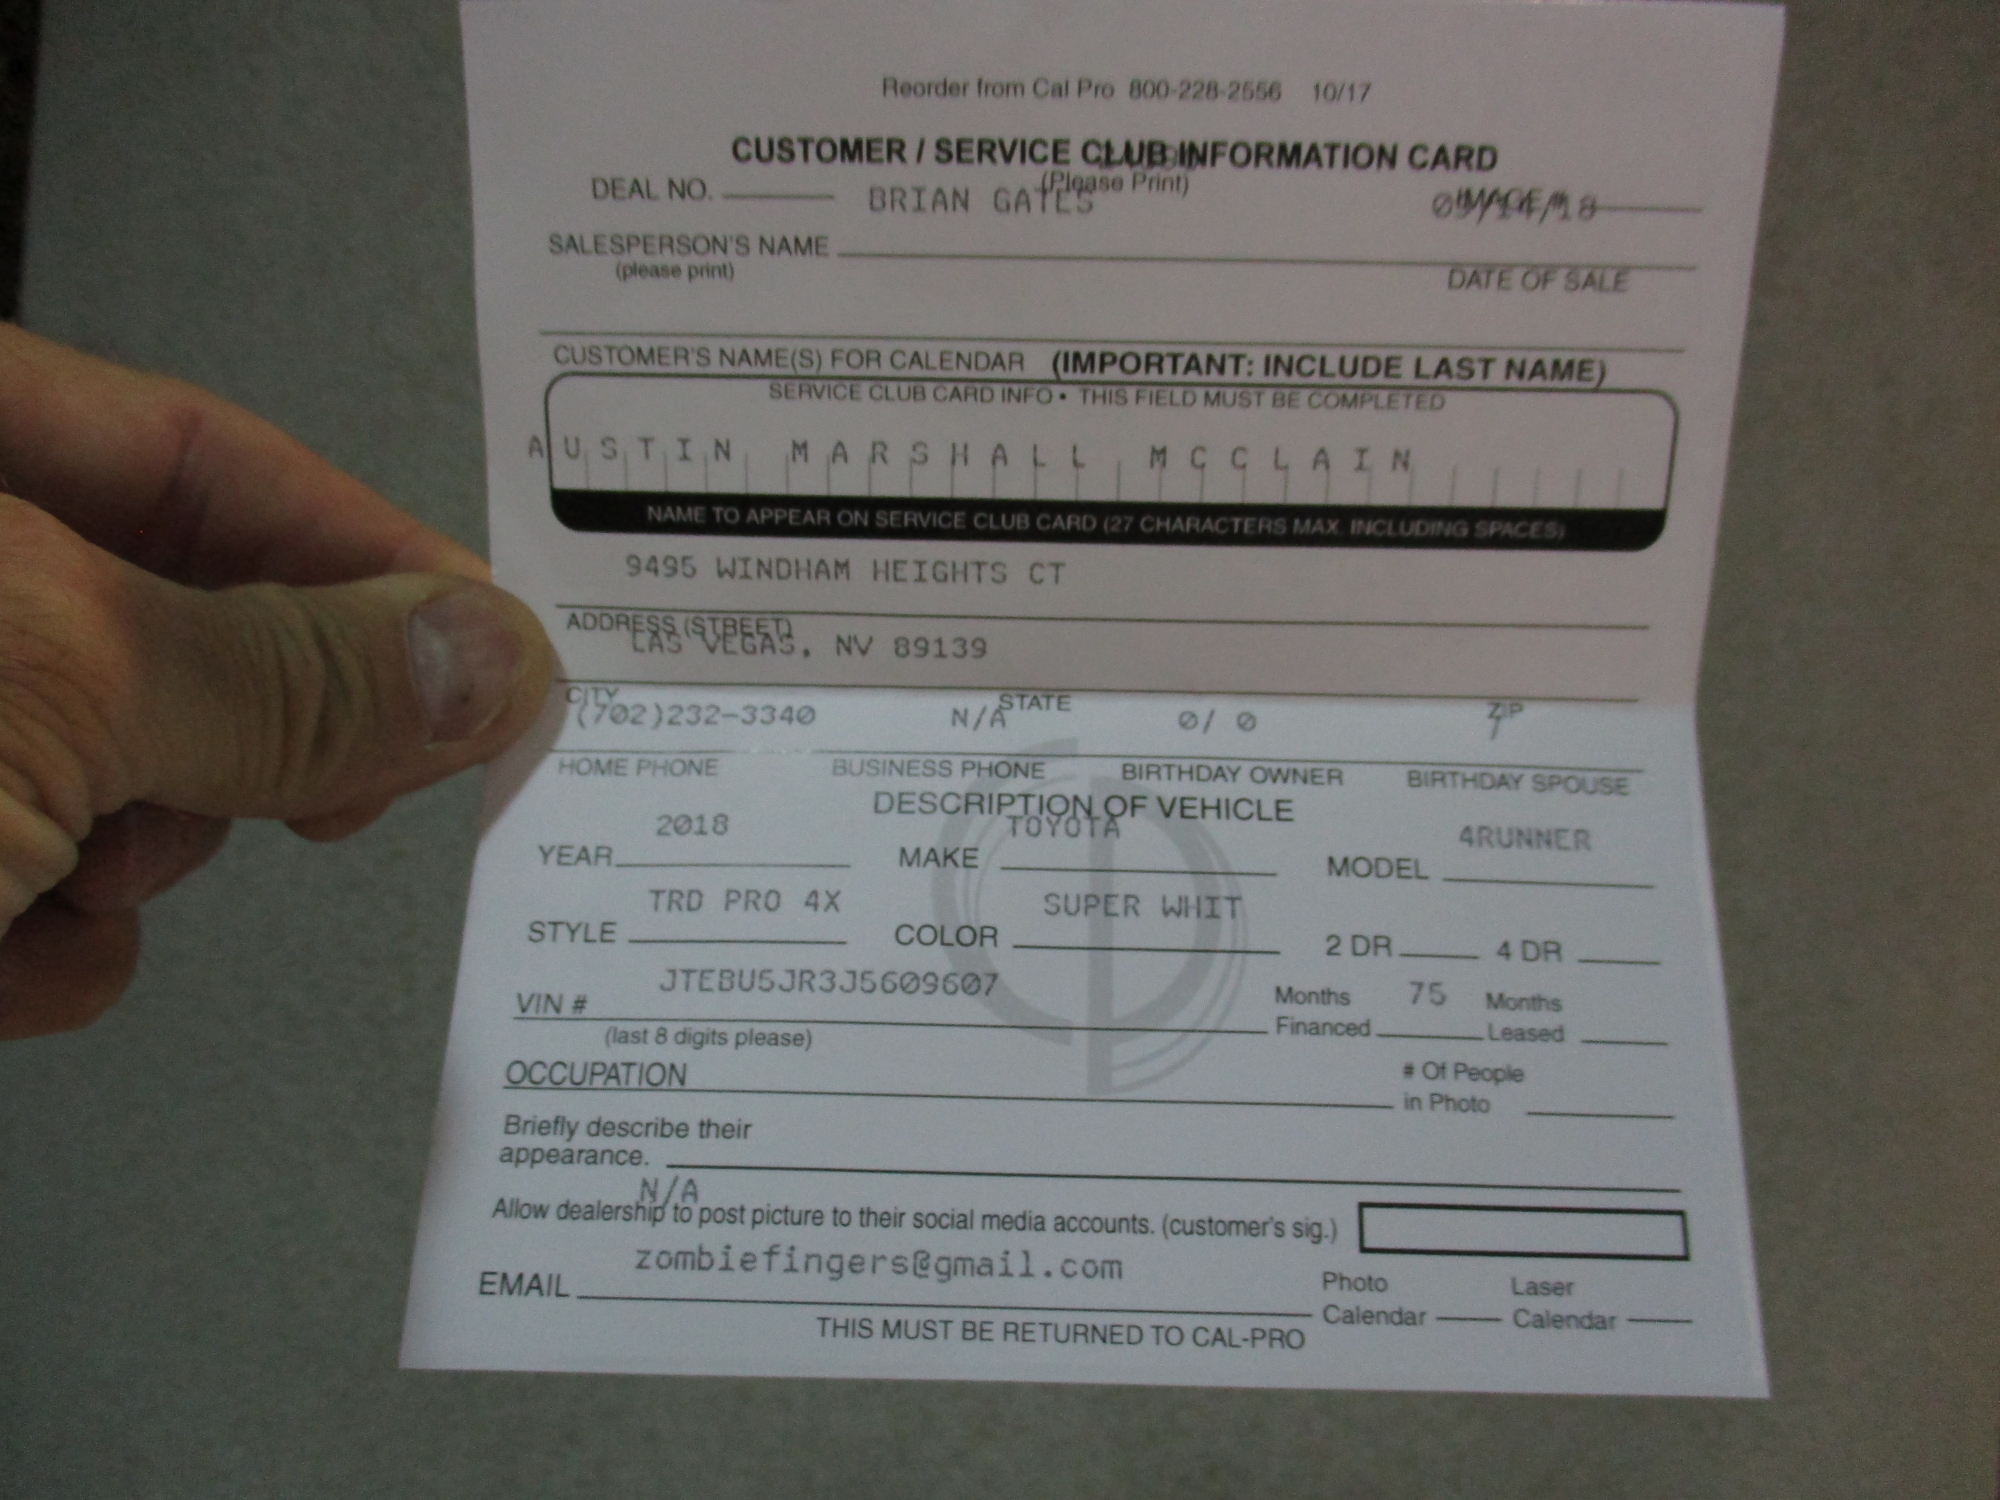 Reorder from Cal Pro 800-228-2556 10/17
CUSTOMER / SERVICE CLUB INFORMATION CARD
(Please Print)
DEAL NO. BRIAN GATES IMAGE #
SALESPERSON'S NAME
(please print)
DATE OF SALE
CUSTOMER'S NAME(S) FOR CALENDAR (IMPORTANT: INCLUDE LAST NAME)
SERVICE CLUB CARD INFO • THIS FIELD MUST BE COMPLETED
AUSTIN MARSHALL MCCLAIN
NAME TO APPEAR ON SERVICE CLUB CARD (27 CHARACTERS MAX. INCLUDING SPACES)
9495 WINDHAM HEIGHTS CT
ADDRESS (STREET)
LAS VEGAS, NV 89139
CITY STATE ZIP
(702)232-3340 N/A 0/ 0 /
HOME PHONE BUSINESS PHONE BIRTHDAY OWNER BIRTHDAY SPOUSE
DESCRIPTION OF VEHICLE
2018 TOYOTA 4RUNNER
YEAR MAKE MODEL
TRD PRO 4X SUPER WHIT
STYLE COLOR 2 DR 4 DR
JTEBU5JR3J5609607
VIN # Months Financed 75 Months Leased
(last 8 digits please)
OCCUPATION # Of People in Photo
Briefly describe their
appearance.
N/A
Allow dealership to post picture to their social media accounts. (customer's sig.)
zombiefingers@gmail.com
EMAIL Photo Calendar Laser Calendar
THIS MUST BE RETURNED TO CAL-PRO